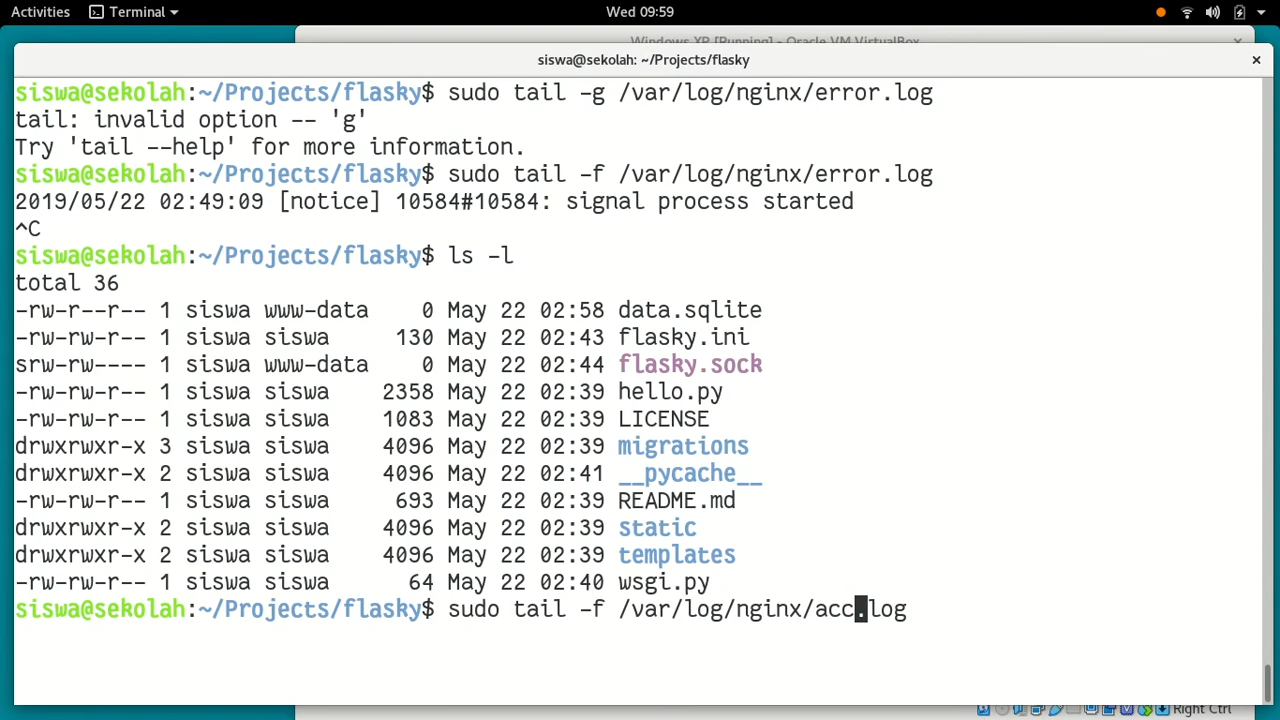 Activities Terminal Wed 09:59
Windows XP [Running] - Oracle VM VirtualBox
siswa@sekolah: ~/Projects/flasky
siswa@sekolah:~/Projects/flasky$ sudo tail -g /var/log/nginx/error.log
tail: invalid option -- 'g'
Try 'tail --help' for more information.
siswa@sekolah:~/Projects/flasky$ sudo tail -f /var/log/nginx/error.log
2019/05/22 02:49:09 [notice] 10584#10584: signal process started
^C
siswa@sekolah:~/Projects/flasky$ ls -l
total 36
-rw-r--r-- 1 siswa www-data 0 May 22 02:58 data.sqlite
-rw-rw-r-- 1 siswa siswa 130 May 22 02:43 flasky.ini
srw-rw---- 1 siswa www-data 0 May 22 02:44 flasky.sock
-rw-rw-r-- 1 siswa siswa 2358 May 22 02:39 hello.py
-rw-rw-r-- 1 siswa siswa 1083 May 22 02:39 LICENSE
drwxrwxr-x 3 siswa siswa 4096 May 22 02:39 migrations
drwxrwxr-x 2 siswa siswa 4096 May 22 02:41 __pycache__
-rw-rw-r-- 1 siswa siswa 693 May 22 02:39 README.md
drwxrwxr-x 2 siswa siswa 4096 May 22 02:39 static
drwxrwxr-x 2 siswa siswa 4096 May 22 02:39 templates
-rw-rw-r-- 1 siswa siswa 64 May 22 02:40 wsgi.py
siswa@sekolah:~/Projects/flasky$ sudo tail -f /var/log/nginx/acc.log
Right Ctrl